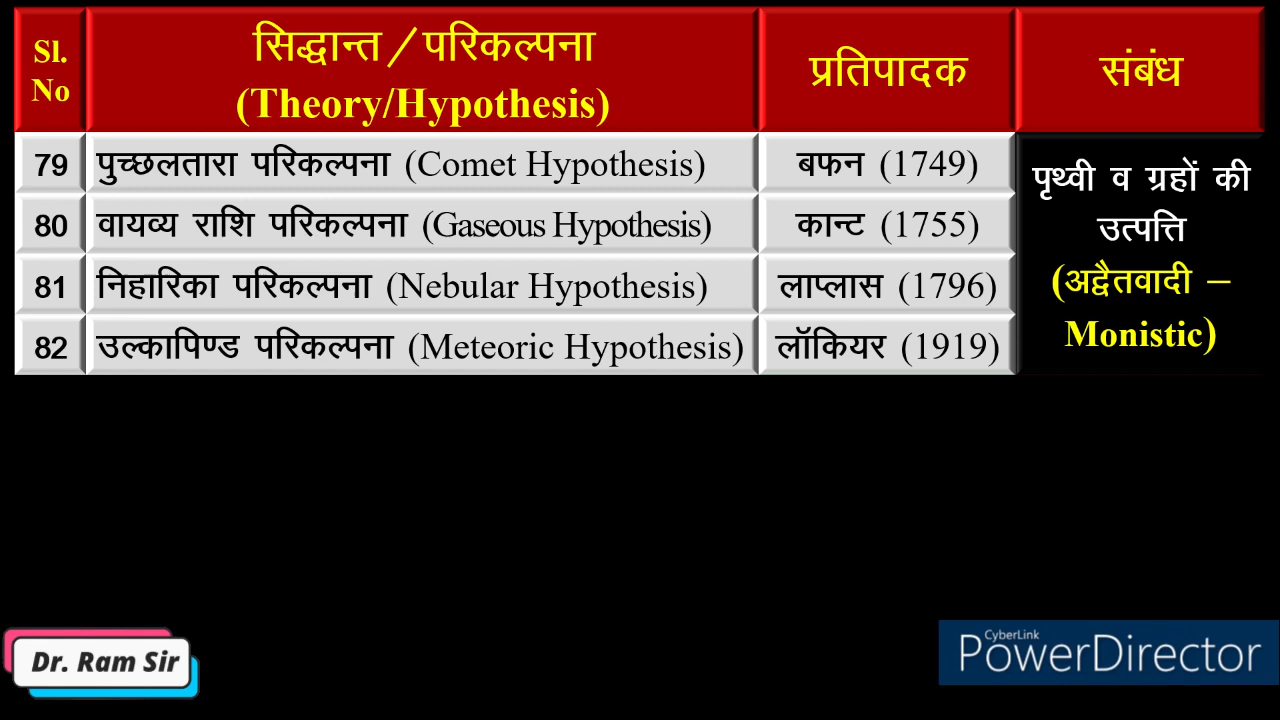 Sl. No सिद्धान्त/परिकल्पना (Theory/Hypothesis) प्रतिपादक संबंध
79 पुच्छलतारा परिकल्पना (Comet Hypothesis) बफन (1749)
80 वायव्य राशि परिकल्पना (Gaseous Hypothesis) कान्ट (1755)
81 निहारिका परिकल्पना (Nebular Hypothesis) लाप्लास (1796)
82 उल्कापिण्ड परिकल्पना (Meteoric Hypothesis) लॉकियर (1919)
पृथ्वी व ग्रहों की
उत्पत्ति
(अद्वैतवादी –
Monistic)
Dr. Ram Sir
CyberLink
PowerDirector